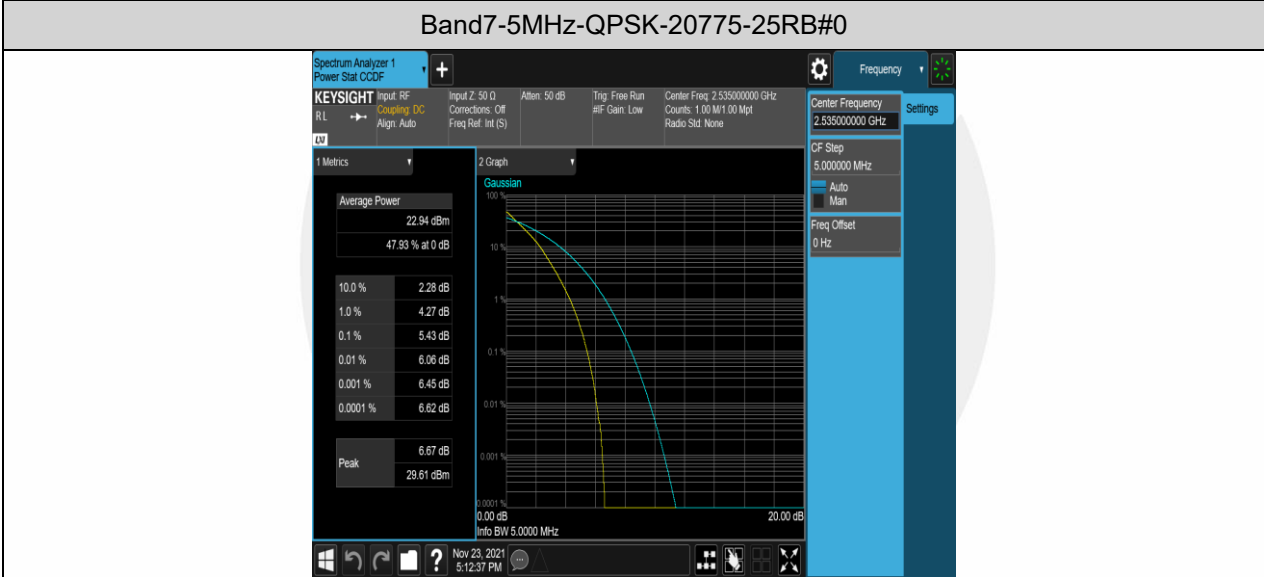 Band7-5MHz-QPSK-20775-25RB#0
Spectrum Analyzer 1
Power Stat CCDF
+
Frequency
KEYSIGHT
RL
LXI
Input: RF
Coupling: DC
Align: Auto
Input Z: 50 Ω
Corrections: Off
Freq Ref: Int (S)
Atten: 50 dB
Trig: Free Run
#IF Gain: Low
Center Freq: 2.535000000 GHz
Counts: 1.00 M/1.00 Mpt
Radio Std: None
Center Frequency
2.535000000 GHz
Settings
CF Step
5.000000 MHz
Auto
Man
Freq Offset
0 Hz
1 Metrics
Average Power
22.94 dBm
47.93 % at 0 dB
10.0 % 2.28 dB
1.0 % 4.27 dB
0.1 % 5.43 dB
0.01 % 6.06 dB
0.001 % 6.45 dB
0.0001 % 6.62 dB
Peak
6.67 dB
29.61 dBm
2 Graph
Gaussian
100 %
10 %
1 %
0.1 %
0.01 %
0.001 %
0.0001 %
0.00 dB 20.00 dB
Info BW 5.0000 MHz
?
Nov 23, 2021
5:12:37 PM